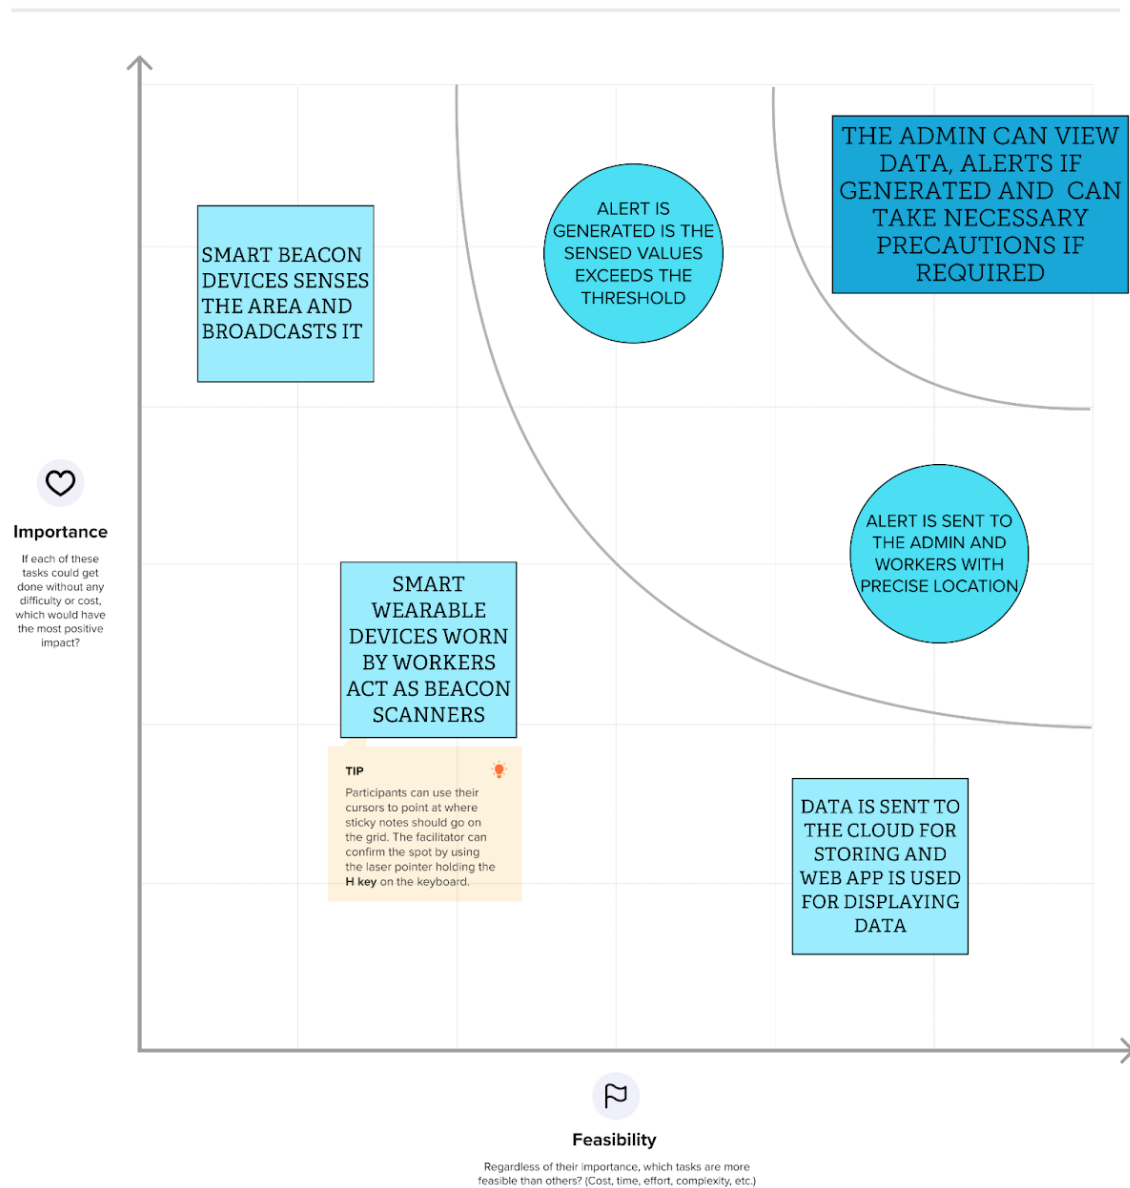 THE ADMIN CAN VIEW
DATA, ALERTS IF
GENERATED AND CAN
TAKE NECESSARY
PRECAUTIONS IF
REQUIRED
ALERT IS
GENERATED IS THE
SENSED VALUES
EXCEEDS THE
THRESHOLD
SMART BEACON
DEVICES SENSES
THE AREA AND
BROADCASTS IT
Importance
If each of these
tasks could get
done without any
difficulty or cost,
which would have
the most positive
impact?
ALERT IS SENT TO
THE ADMIN AND
WORKERS WITH
PRECISE LOCATION
SMART
WEARABLE
DEVICES WORN
BY WORKERS
ACT AS BEACON
SCANNERS
TIP
Participants can use their
cursors to point at where
sticky notes should go on
the grid. The facilitator can
confirm the spot by using
the laser pointer holding the
H key on the keyboard.
DATA IS SENT TO
THE CLOUD FOR
STORING AND
WEB APP IS USED
FOR DISPLAYING
DATA
Feasibility
Regardless of their importance, which tasks are more
feasible than others? (Cost, time, effort, complexity, etc.)